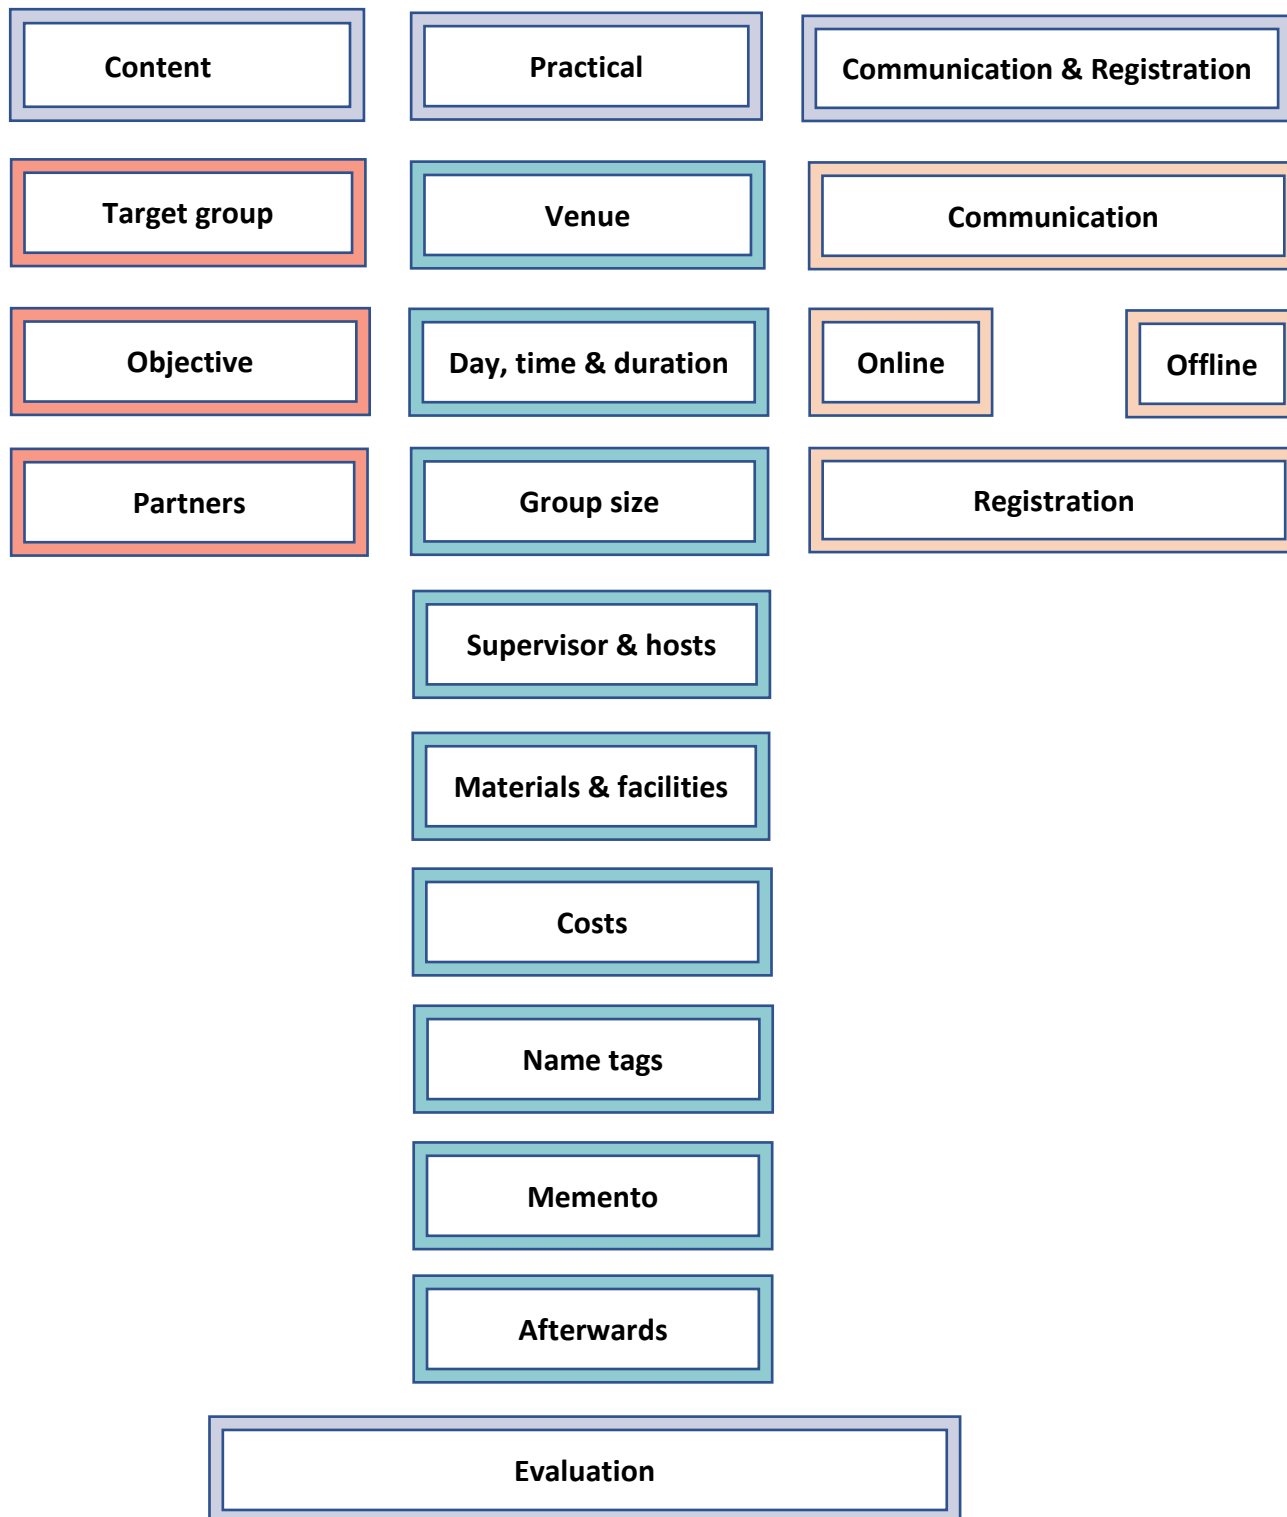 Content
Practical
Communication & Registration
Target group
Venue
Communication
Objective
Day, time & duration
Online
Offline
Partners
Group size
Registration
Supervisor & hosts
Materials & facilities
Costs
Name tags
Memento
Afterwards
Evaluation